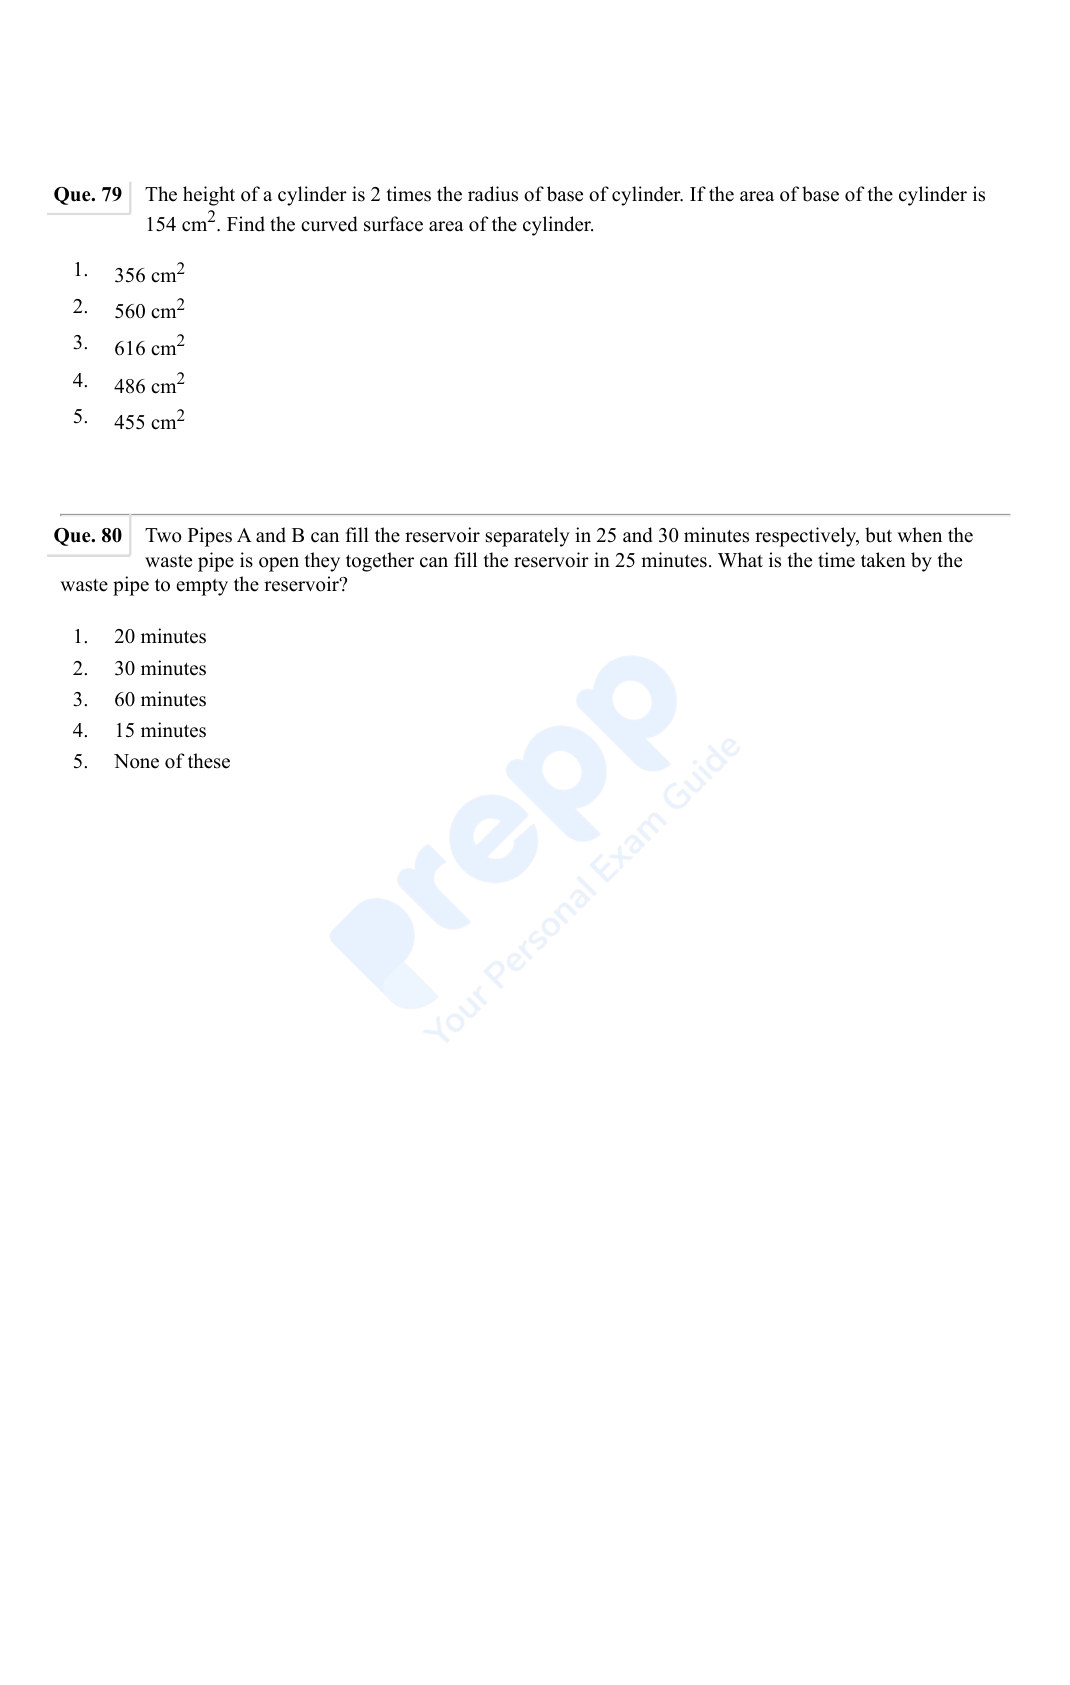 Que. 79 The height of a cylinder is 2 times the radius of base of cylinder. If the area of base of the cylinder is
154 cm². Find the curved surface area of the cylinder.
1. 356 cm²
2. 560 cm²
3. 616 cm²
4. 486 cm²
5. 455 cm²
Que. 80 Two Pipes A and B can fill the reservoir separately in 25 and 30 minutes respectively, but when the
waste pipe is open they together can fill the reservoir in 25 minutes. What is the time taken by the
waste pipe to empty the reservoir?
1. 20 minutes
2. 30 minutes
3. 60 minutes
4. 15 minutes
5. None of these
Prepp
Your Personal Exam Guide